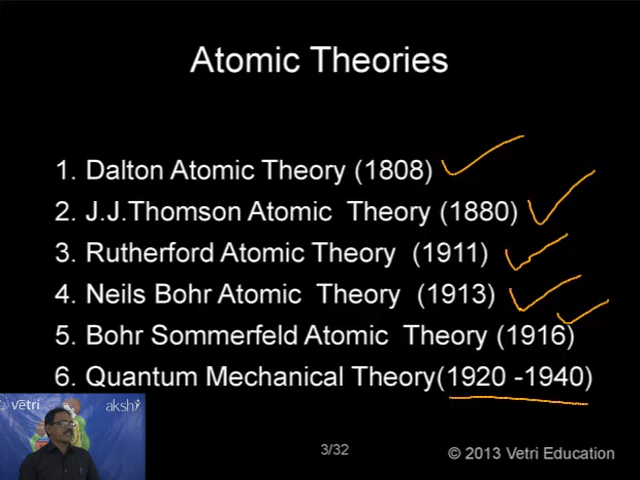 Atomic Theories
1. Dalton Atomic Theory (1808)
2. J.J.Thomson Atomic Theory (1880)
3. Rutherford Atomic Theory (1911)
4. Neils Bohr Atomic Theory (1913)
5. Bohr Sommerfeld Atomic Theory (1916)
6. Quantum Mechanical Theory(1920 -1940)
vetri akshi
3/32 © 2013 Vetri Education